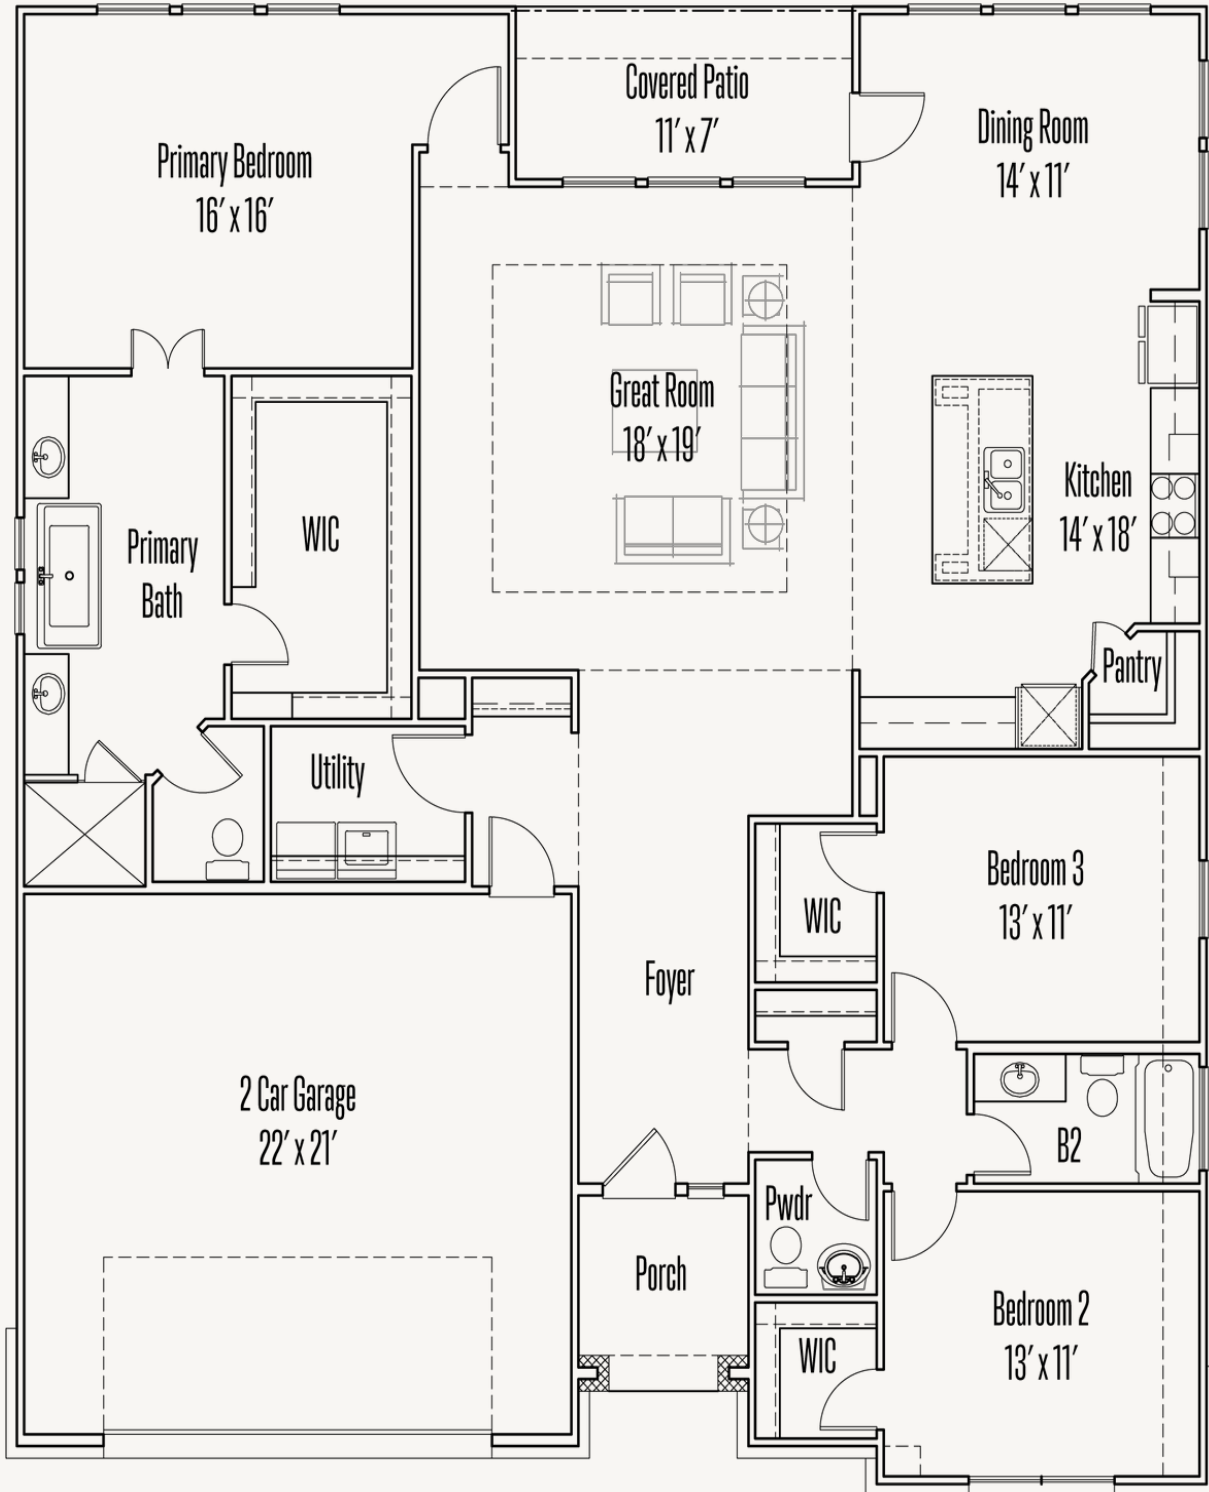 Covered Patio
11' x 7'
Dining Room
14' x 11'
Primary Bedroom
16' x 16'
Great Room
18' x 19'
Kitchen
14' x 18'
WIC
Primary
Bath
Pantry
Utility
Bedroom 3
13' x 11'
WIC
Foyer
2 Car Garage
22' x 21'
B2
Pwdr
Porch
Bedroom 2
13' x 11'
WIC